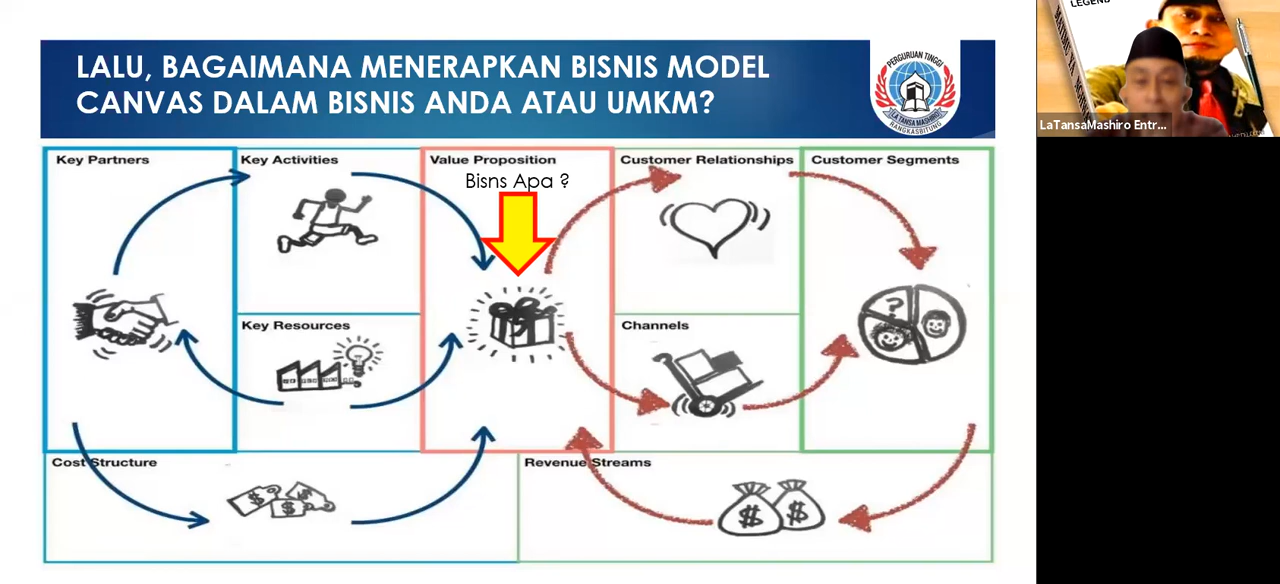 LALU, BAGAIMANA MENERAPKAN BISNIS MODEL
CANVAS DALAM BISNIS ANDA ATAU UMKM?
PERGURUAN TINGGI
LA TANSA MASHIRO
RANGKASBITUNG
LEGEND
LaTansaMashiro Entr...
Key Partners
Key Activities
Value Proposition
Bisns Apa ?
Customer Relationships
Customer Segments
Key Resources
Channels
Cost Structure
Revenue Streams